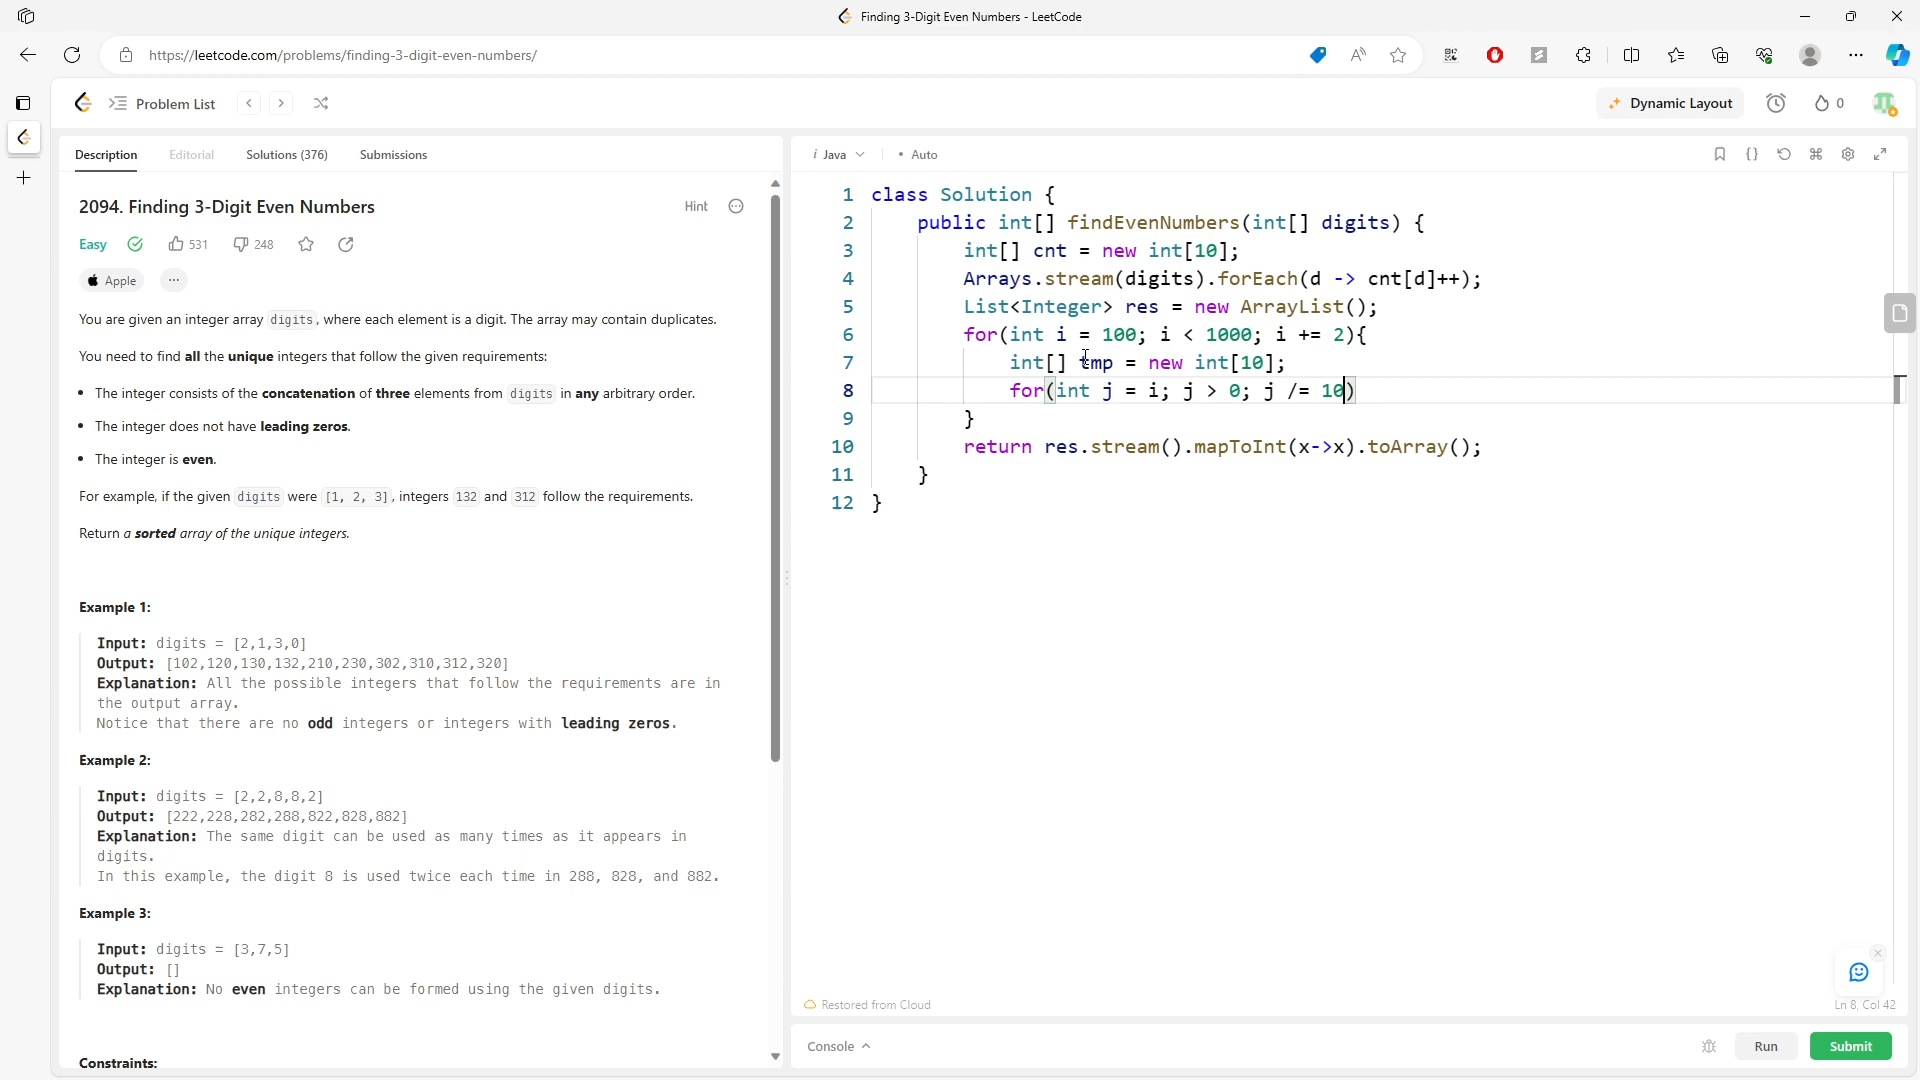 Finding 3-Digit Even Numbers - LeetCode
https://leetcode.com/problems/finding-3-digit-even-numbers/
Problem List
Dynamic Layout
0
Description
Editorial
Solutions (376)
Submissions
2094. Finding 3-Digit Even Numbers
Hint
Easy
531
248
Apple
You are given an integer array digits, where each element is a digit. The array may contain duplicates.
You need to find all the unique integers that follow the given requirements:
• The integer consists of the concatenation of three elements from digits in any arbitrary order.
• The integer does not have leading zeros.
• The integer is even.
For example, if the given digits were [1, 2, 3], integers 132 and 312 follow the requirements.
Return a sorted array of the unique integers.
Example 1:
Input: digits = [2,1,3,0]
Output: [102,120,130,132,210,230,302,310,312,320]
Explanation: All the possible integers that follow the requirements are in
the output array.
Notice that there are no odd integers or integers with leading zeros.
Example 2:
Input: digits = [2,2,8,8,2]
Output: [222,228,282,288,822,828,882]
Explanation: The same digit can be used as many times as it appears in
digits.
In this example, the digit 8 is used twice each time in 288, 828, and 882.
Example 3:
Input: digits = [3,7,5]
Output: []
Explanation: No even integers can be formed using the given digits.
Constraints:
i Java
• Auto
1 class Solution {
2 public int[] findEvenNumbers(int[] digits) {
3 int[] cnt = new int[10];
4 Arrays.stream(digits).forEach(d -> cnt[d]++);
5 List<Integer> res = new ArrayList();
6 for(int i = 100; i < 1000; i += 2){
7 int[] tmp = new int[10];
8 for(int j = i; j > 0; j /= 10)
9 }
10 return res.stream().mapToInt(x->x).toArray();
11 }
12 }
Restored from Cloud
Ln 8, Col 42
Console
Run
Submit